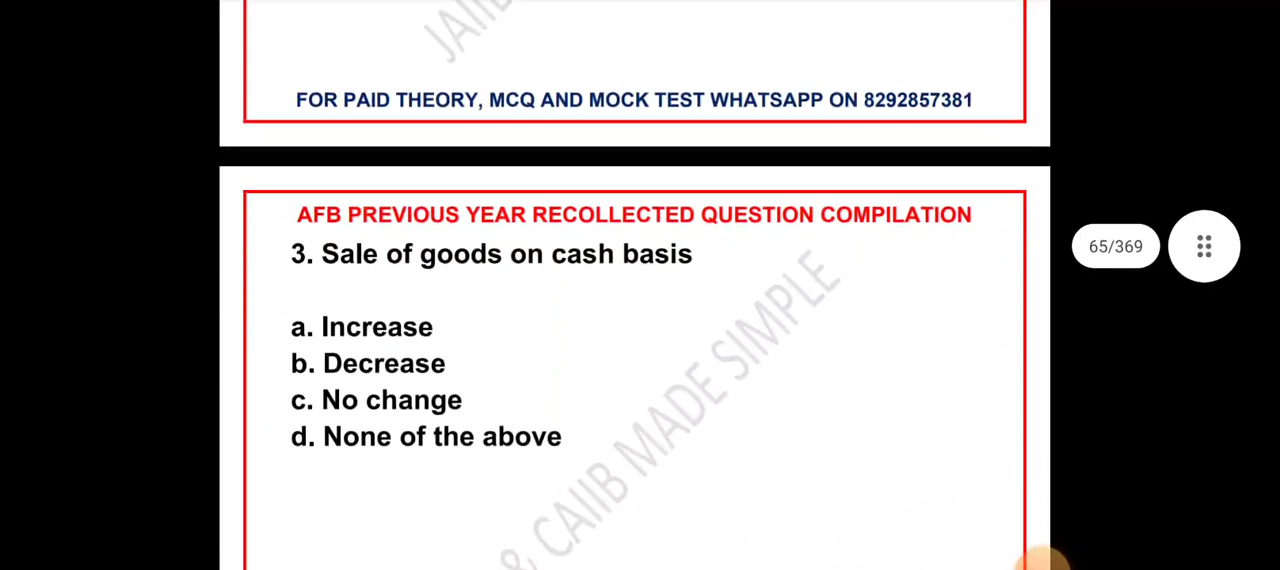 JAIIB
FOR PAID THEORY, MCQ AND MOCK TEST WHATSAPP ON 8292857381
AFB PREVIOUS YEAR RECOLLECTED QUESTION COMPILATION
3. Sale of goods on cash basis
65/369
a. Increase
b. Decrease
c. No change
d. None of the above
& CAIIB MADE SIMPLE